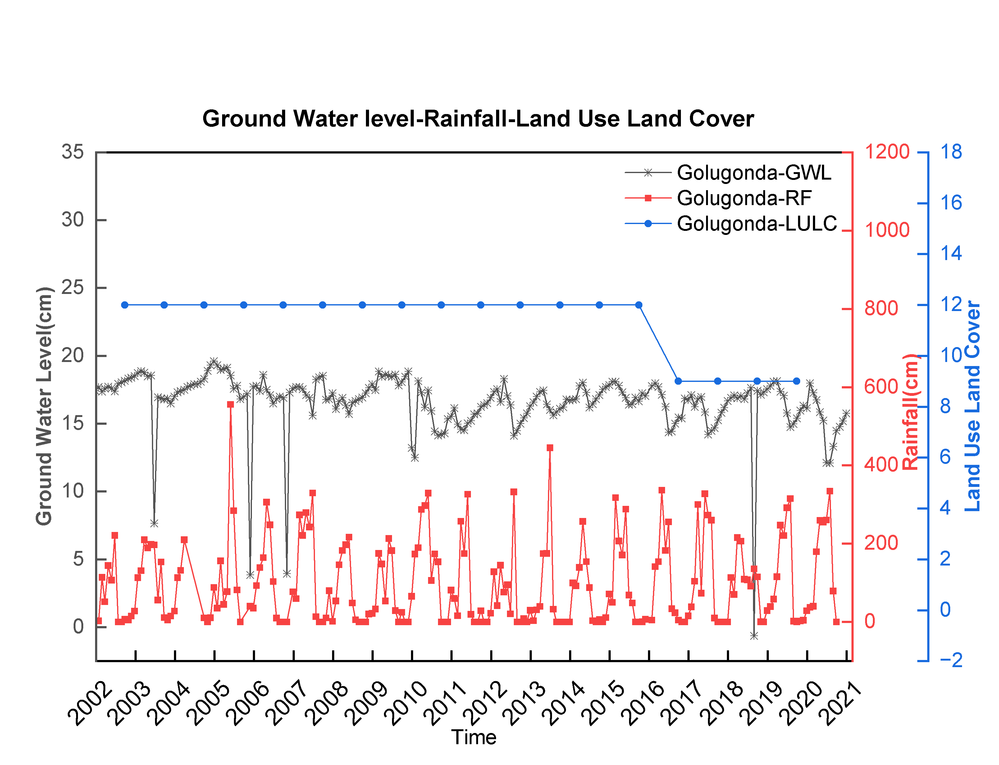 Ground Water level-Rainfall-Land Use Land Cover
Golugonda-GWL
Golugonda-RF
Golugonda-LULC
Ground Water Level(cm)
35
30
25
20
15
10
5
0
1200
1000
800
600
400
200
0
Rainfall(cm)
18
16
14
12
10
8
6
4
2
0
−2
Land Use Land Cover
2002 2003 2004 2005 2006 2007 2008 2009 2010 2011 2012 2013 2014 2015 2016 2017 2018 2019 2020 2021
Time